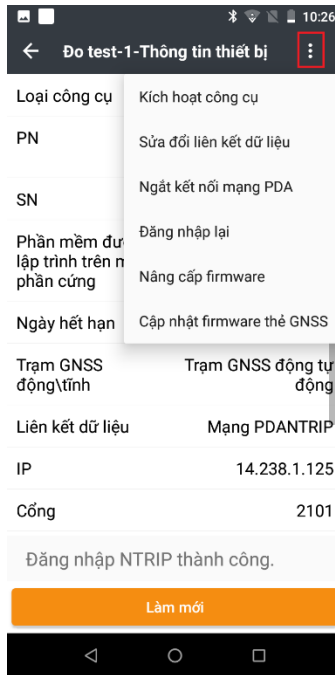 10:26
Đo test-1-Thông tin thiết bị
Loại công cụ
Kích hoạt công cụ
PN
Sửa đổi liên kết dữ liệu
Ngắt kết nối mạng PDA
SN
Đăng nhập lại
Phần mềm đư
lập trình trên m
phần cứng
Nâng cấp firmware
Ngày hết hạn
Cập nhật firmware thẻ GNSS
Trạm GNSS
động\tĩnh
Trạm GNSS động tự
động
Liên kết dữ liệu
Mạng PDANTRIP
IP
14.238.1.125
Cổng
2101
Đăng nhập NTRIP thành công.
Làm mới